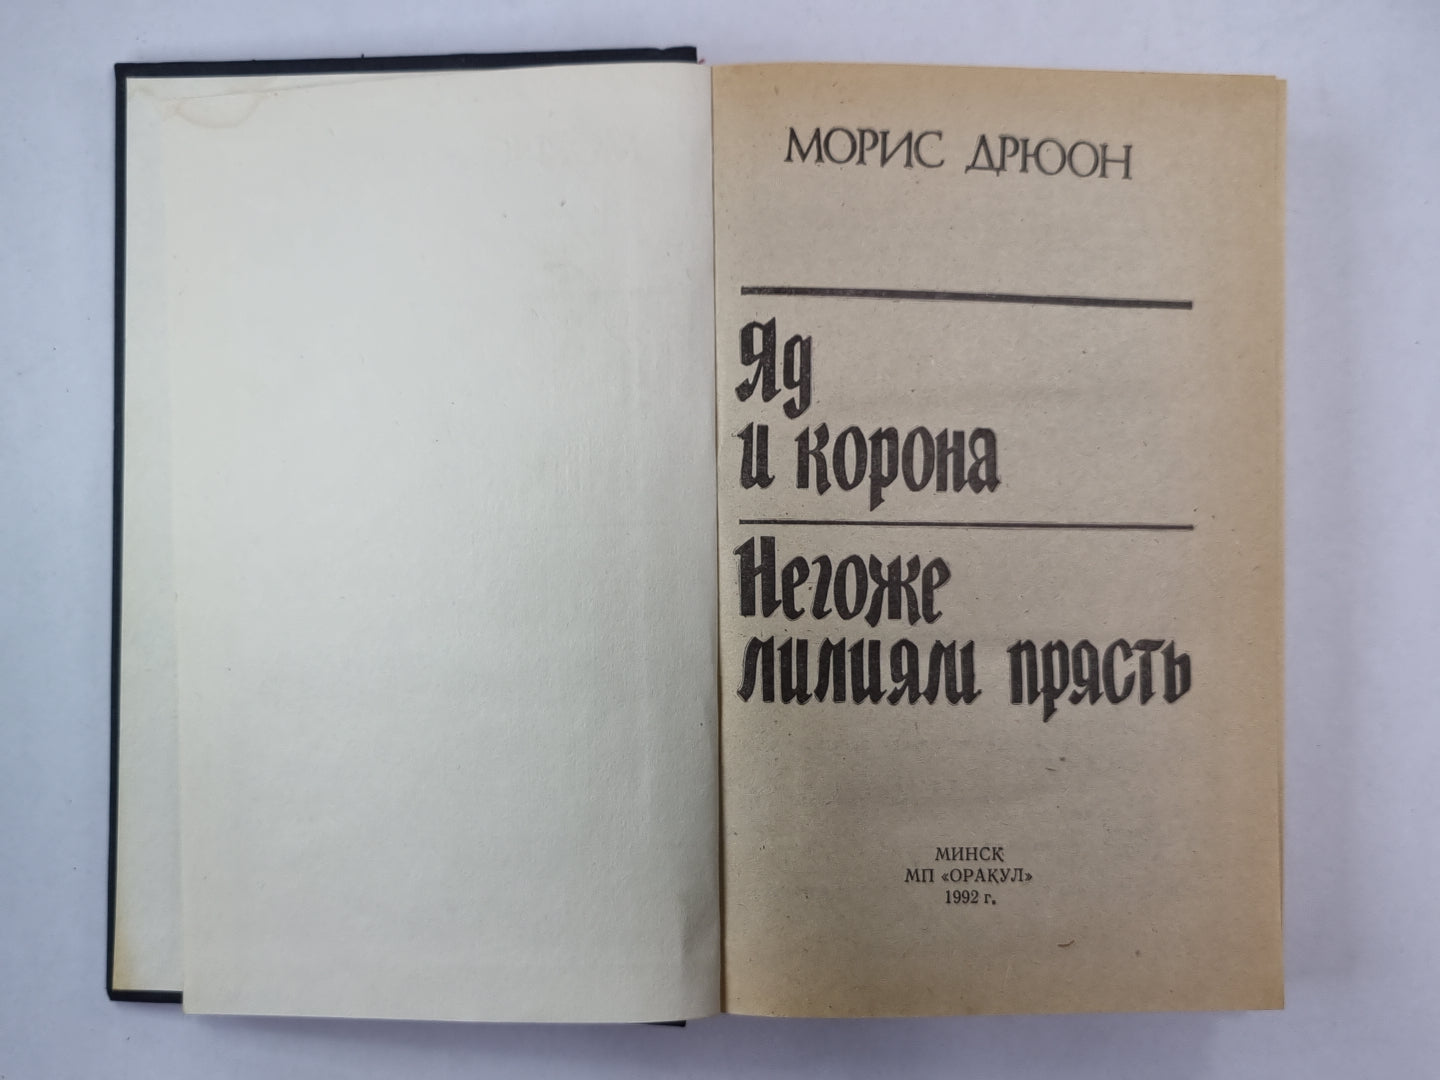 МОРИС ДРЮОН
Яд
и корона
Негоже
лилиям прясть
МИНСК
МП «ОРАКУЛ»
1992 г.